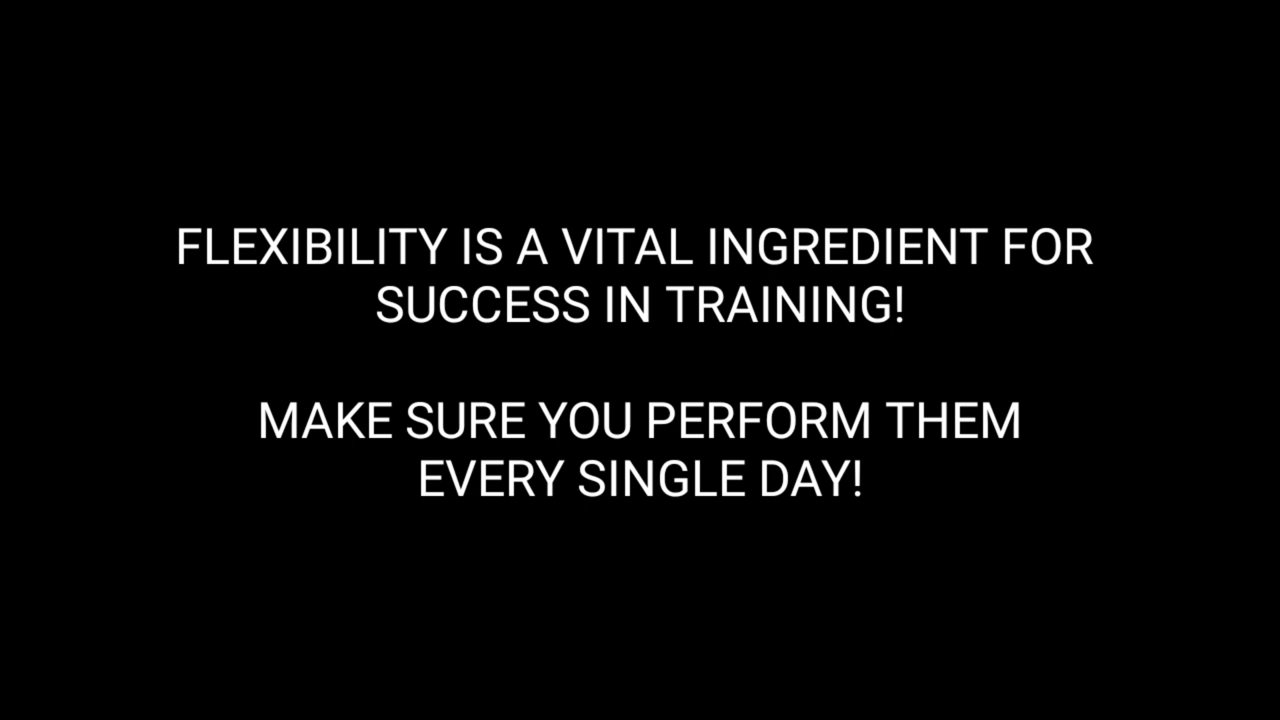 FLEXIBILITY IS A VITAL INGREDIENT FOR
SUCCESS IN TRAINING!
MAKE SURE YOU PERFORM THEM
EVERY SINGLE DAY!